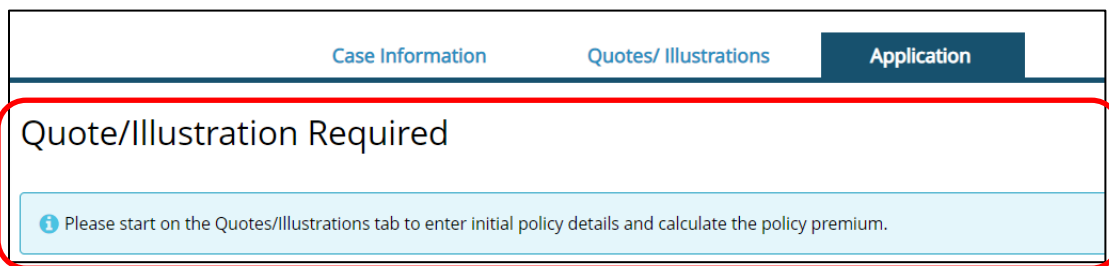 Case Information Quotes/ Illustrations Application
Quote/Illustration Required
Please start on the Quotes/Illustrations tab to enter initial policy details and calculate the policy premium.